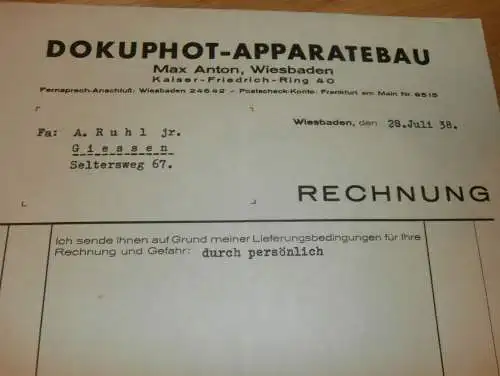 DOKUPHOT-APPARATEBAU
Max Anton, Wiesbaden
Kaiser-Friedrich-Ring 40
Fernsprech-Anschluß: Wiesbaden 24642 – Postscheck-Konto: Frankfurt am Main Nr. 6515
Wiesbaden, den 28.Juli 38.
Fa: A. Ruhl jr.
Giessen
Seltersweg 67.
RECHNUNG
Ich sende Ihnen auf Grund meiner Lieferungsbedingungen für Ihre
Rechnung und Gefahr: durch persönlich